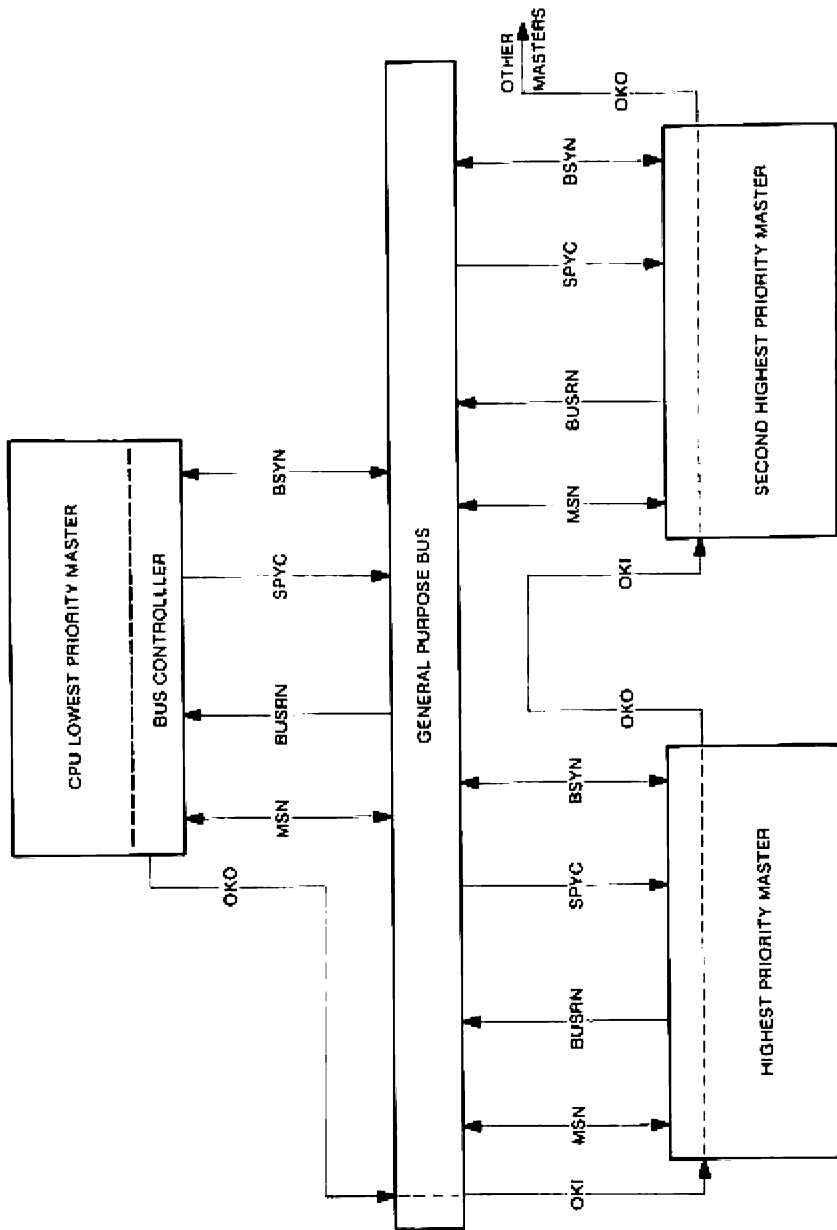 CPU LOWEST PRIORITY MASTER
BUS CONTROLLLER
OKO
MSN
BUSRN
SPYC
BSYN
GENERAL PURPOSE BUS
OKI
MSN
BUSRN
SPYC
BSYN
OKO
OKI
MSN
BUSRN
SPYC
BSYN
OKO
OTHER
MASTERS
HIGHEST PRIORITY MASTER
SECOND HIGHEST PRIORITY MASTER